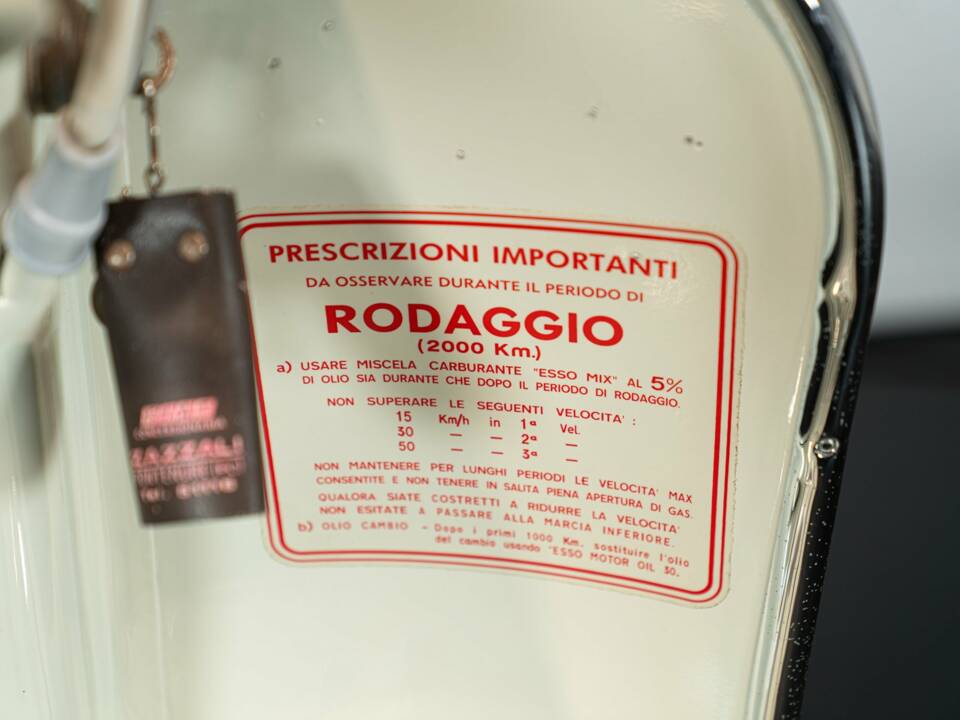 PRESCRIZIONI IMPORTANTI
DA OSSERVARE DURANTE IL PERIODO DI
RODAGGIO
(2000 Km.)
a) USARE MISCELA CARBURANTE "ESSO MIX" AL 5%
DI OLIO SIA DURANTE CHE DOPO IL PERIODO DI RODAGGIO.
NON SUPERARE LE SEGUENTI VELOCITA' :
15 Km/h in 1ª Vel.
30 — — 2ª —
50 — — 3ª —
NON MANTENERE PER LUNGHI PERIODI LE VELOCITA' MAX
CONSENTITE E NON TENERE IN SALITA PIENA APERTURA DI GAS.
QUALORA SIATE COSTRETTI A RIDURRE LA VELOCITA'
NON ESITATE A PASSARE ALLA MARCIA INFERIORE.
b) OLIO CAMBIO - Dopo i primi 1000 Km. sostituire l'olio
del cambio usando "ESSO MOTOR OIL 30.